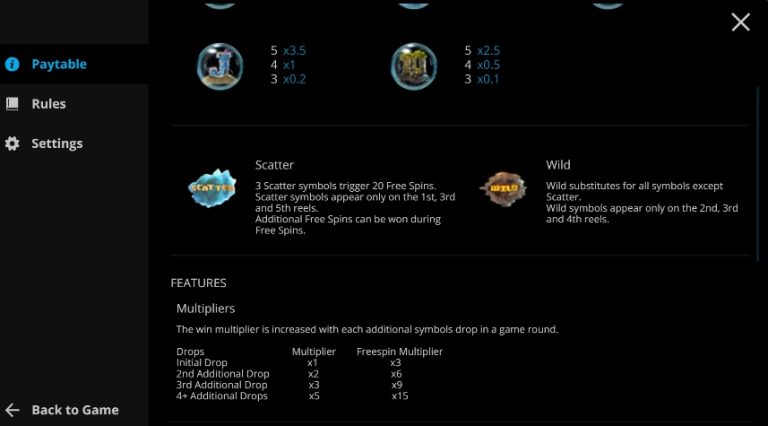 5 x3.5
4 x1
3 x0.2
5 x2.5
4 x0.5
3 x0.1
J
10
Paytable
Rules
Settings
Scatter
SCATTER
3 Scatter symbols trigger 20 Free Spins.
Scatter symbols appear only on the 1st, 3rd
and 5th reels.
Additional Free Spins can be won during
Free Spins.
Wild
WILD
Wild substitutes for all symbols except
Scatter.
Wild symbols appear only on the 2nd, 3rd
and 4th reels.
FEATURES
Multipliers
The win multiplier is increased with each additional symbols drop in a game round.
Drops Multiplier Freespin Multiplier
Initial Drop x1 x3
2nd Additional Drop x2 x6
3rd Additional Drop x3 x9
4+ Additional Drops x5 x15
Back to Game